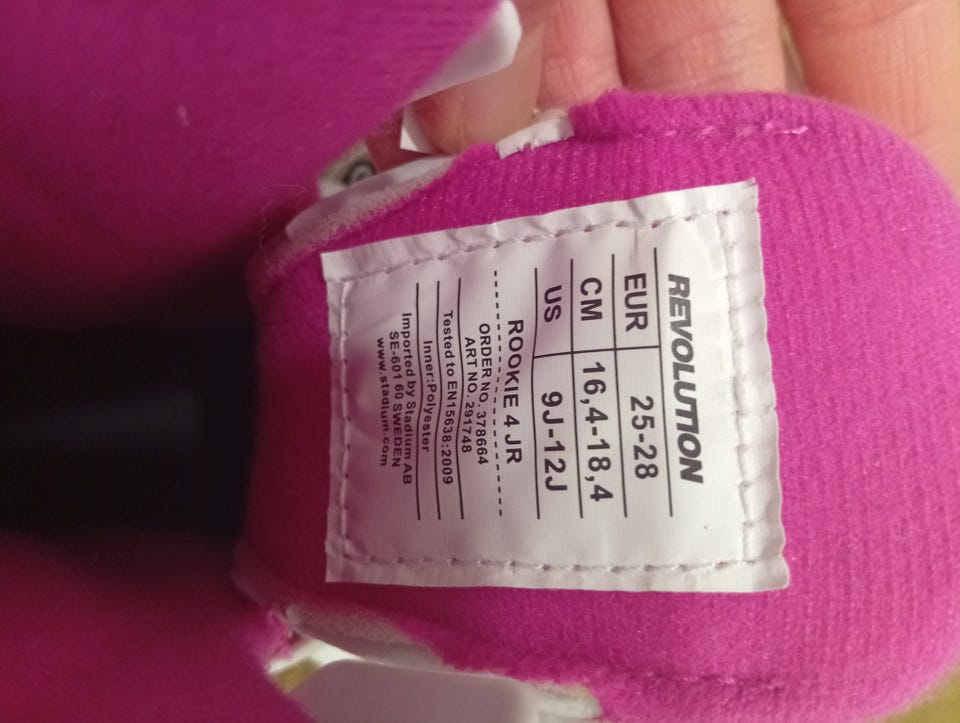 REVOLUTION
EUR 25-28
CM 16,4-18,4
US 9J-12J
ROOKIE 4 JR
ORDER NO. 378664
ART NO. 291748
Tested to EN15638:2009
Inner:Polyester
Imported by Stadium AB
SE-601 60 SWEDEN
www.stadium.com